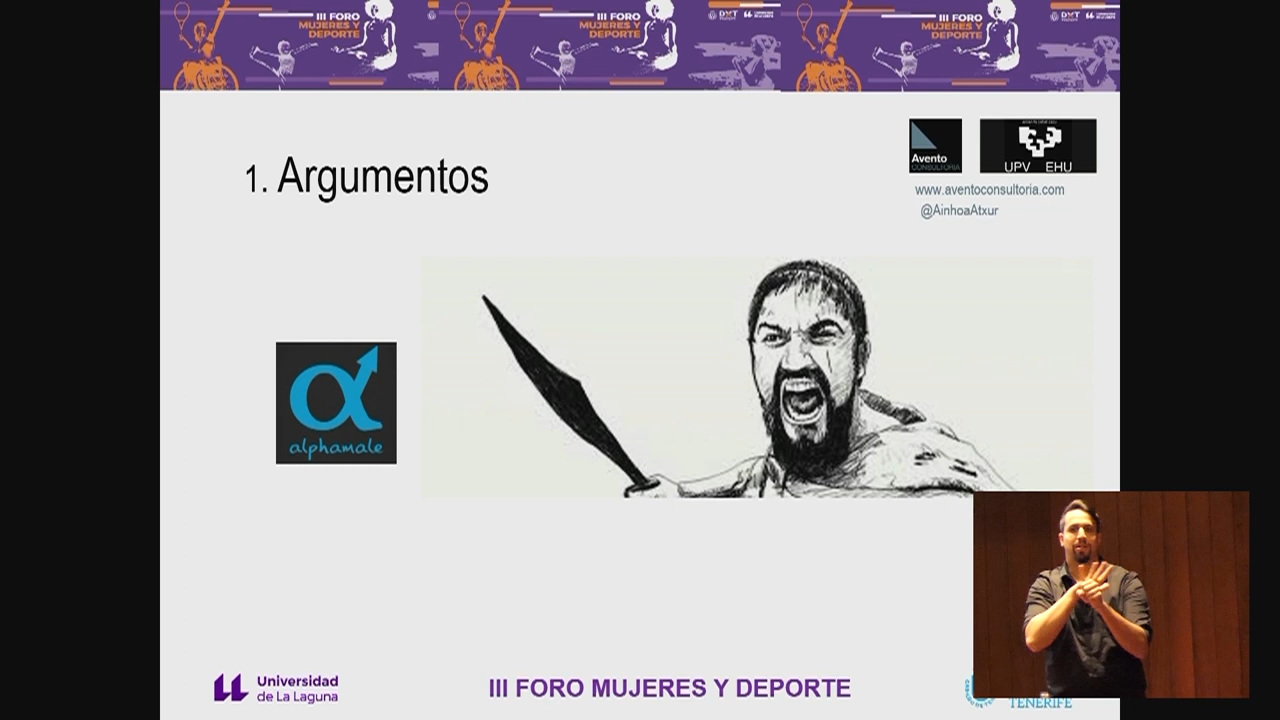 III FORO
MUJERES Y
DEPORTE
III FORO
MUJERES Y
DEPORTE
III FORO
MUJERES Y
DEPORTE
Avento
CONSULTORIA
UPV EHU
www.aventoconsultoria.com
@AinhoaAtxur
1. Argumentos
alphamale
Universidad
de La Laguna
III FORO MUJERES Y DEPORTE
TENERIFE